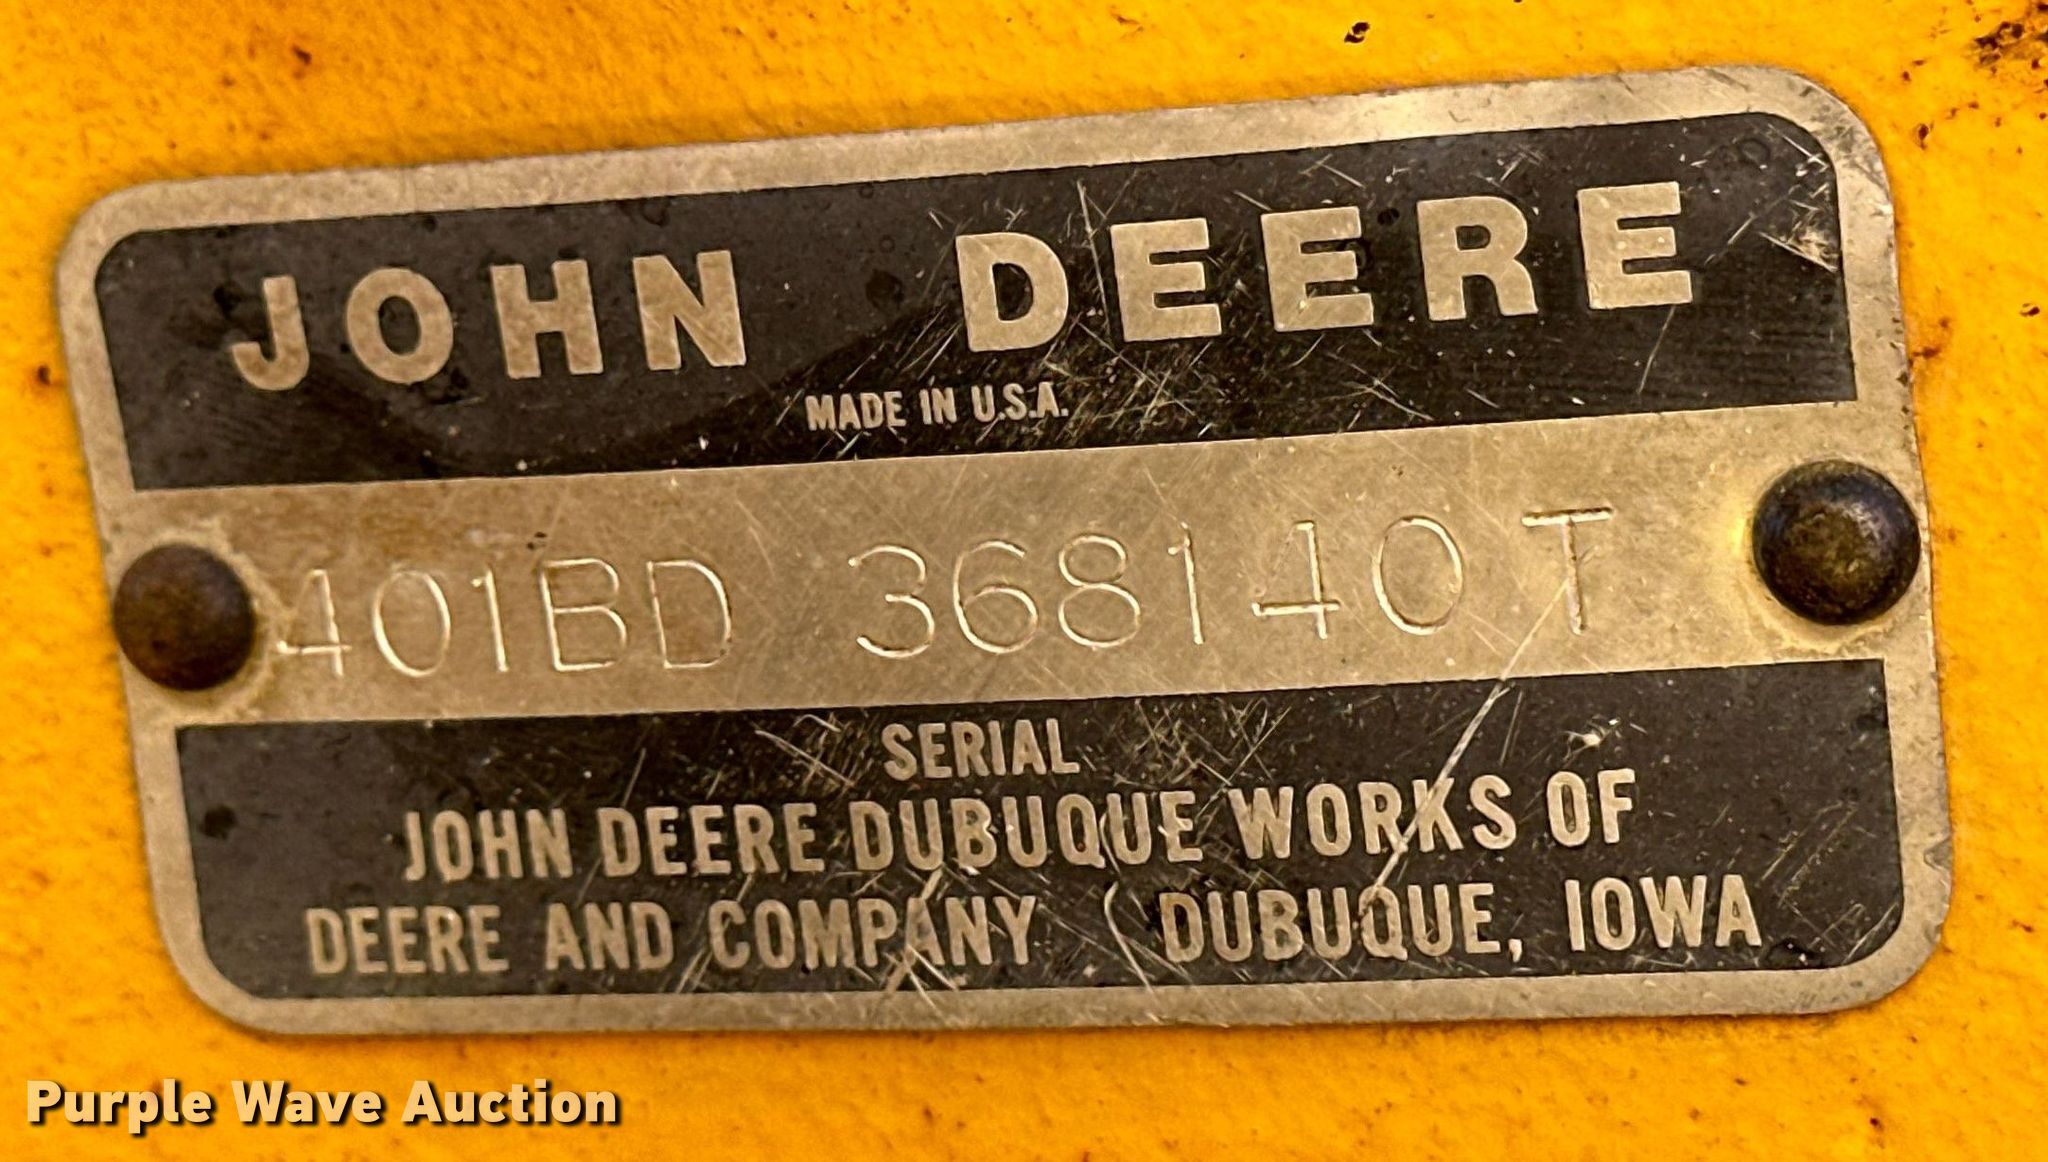 JOHN DEERE
MADE IN U.S.A.
401BD 368140 T
SERIAL
JOHN DEERE DUBUQUE WORKS OF
DEERE AND COMPANY DUBUQUE, IOWA
Purple Wave Auction